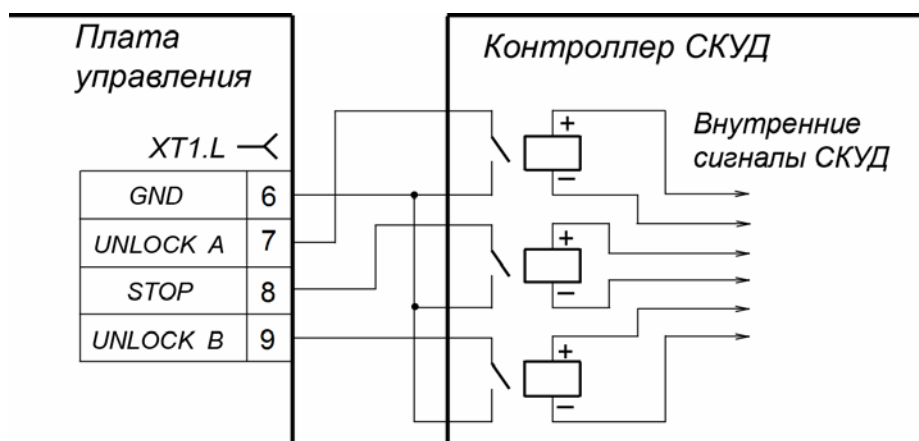 Плата
управления
Контроллер СКУД
XT1.L
Внутренние
сигналы СКУД
GND 6
UNLOCK A 7
STOP 8
UNLOCK B 9
+
−
+
−
+
−